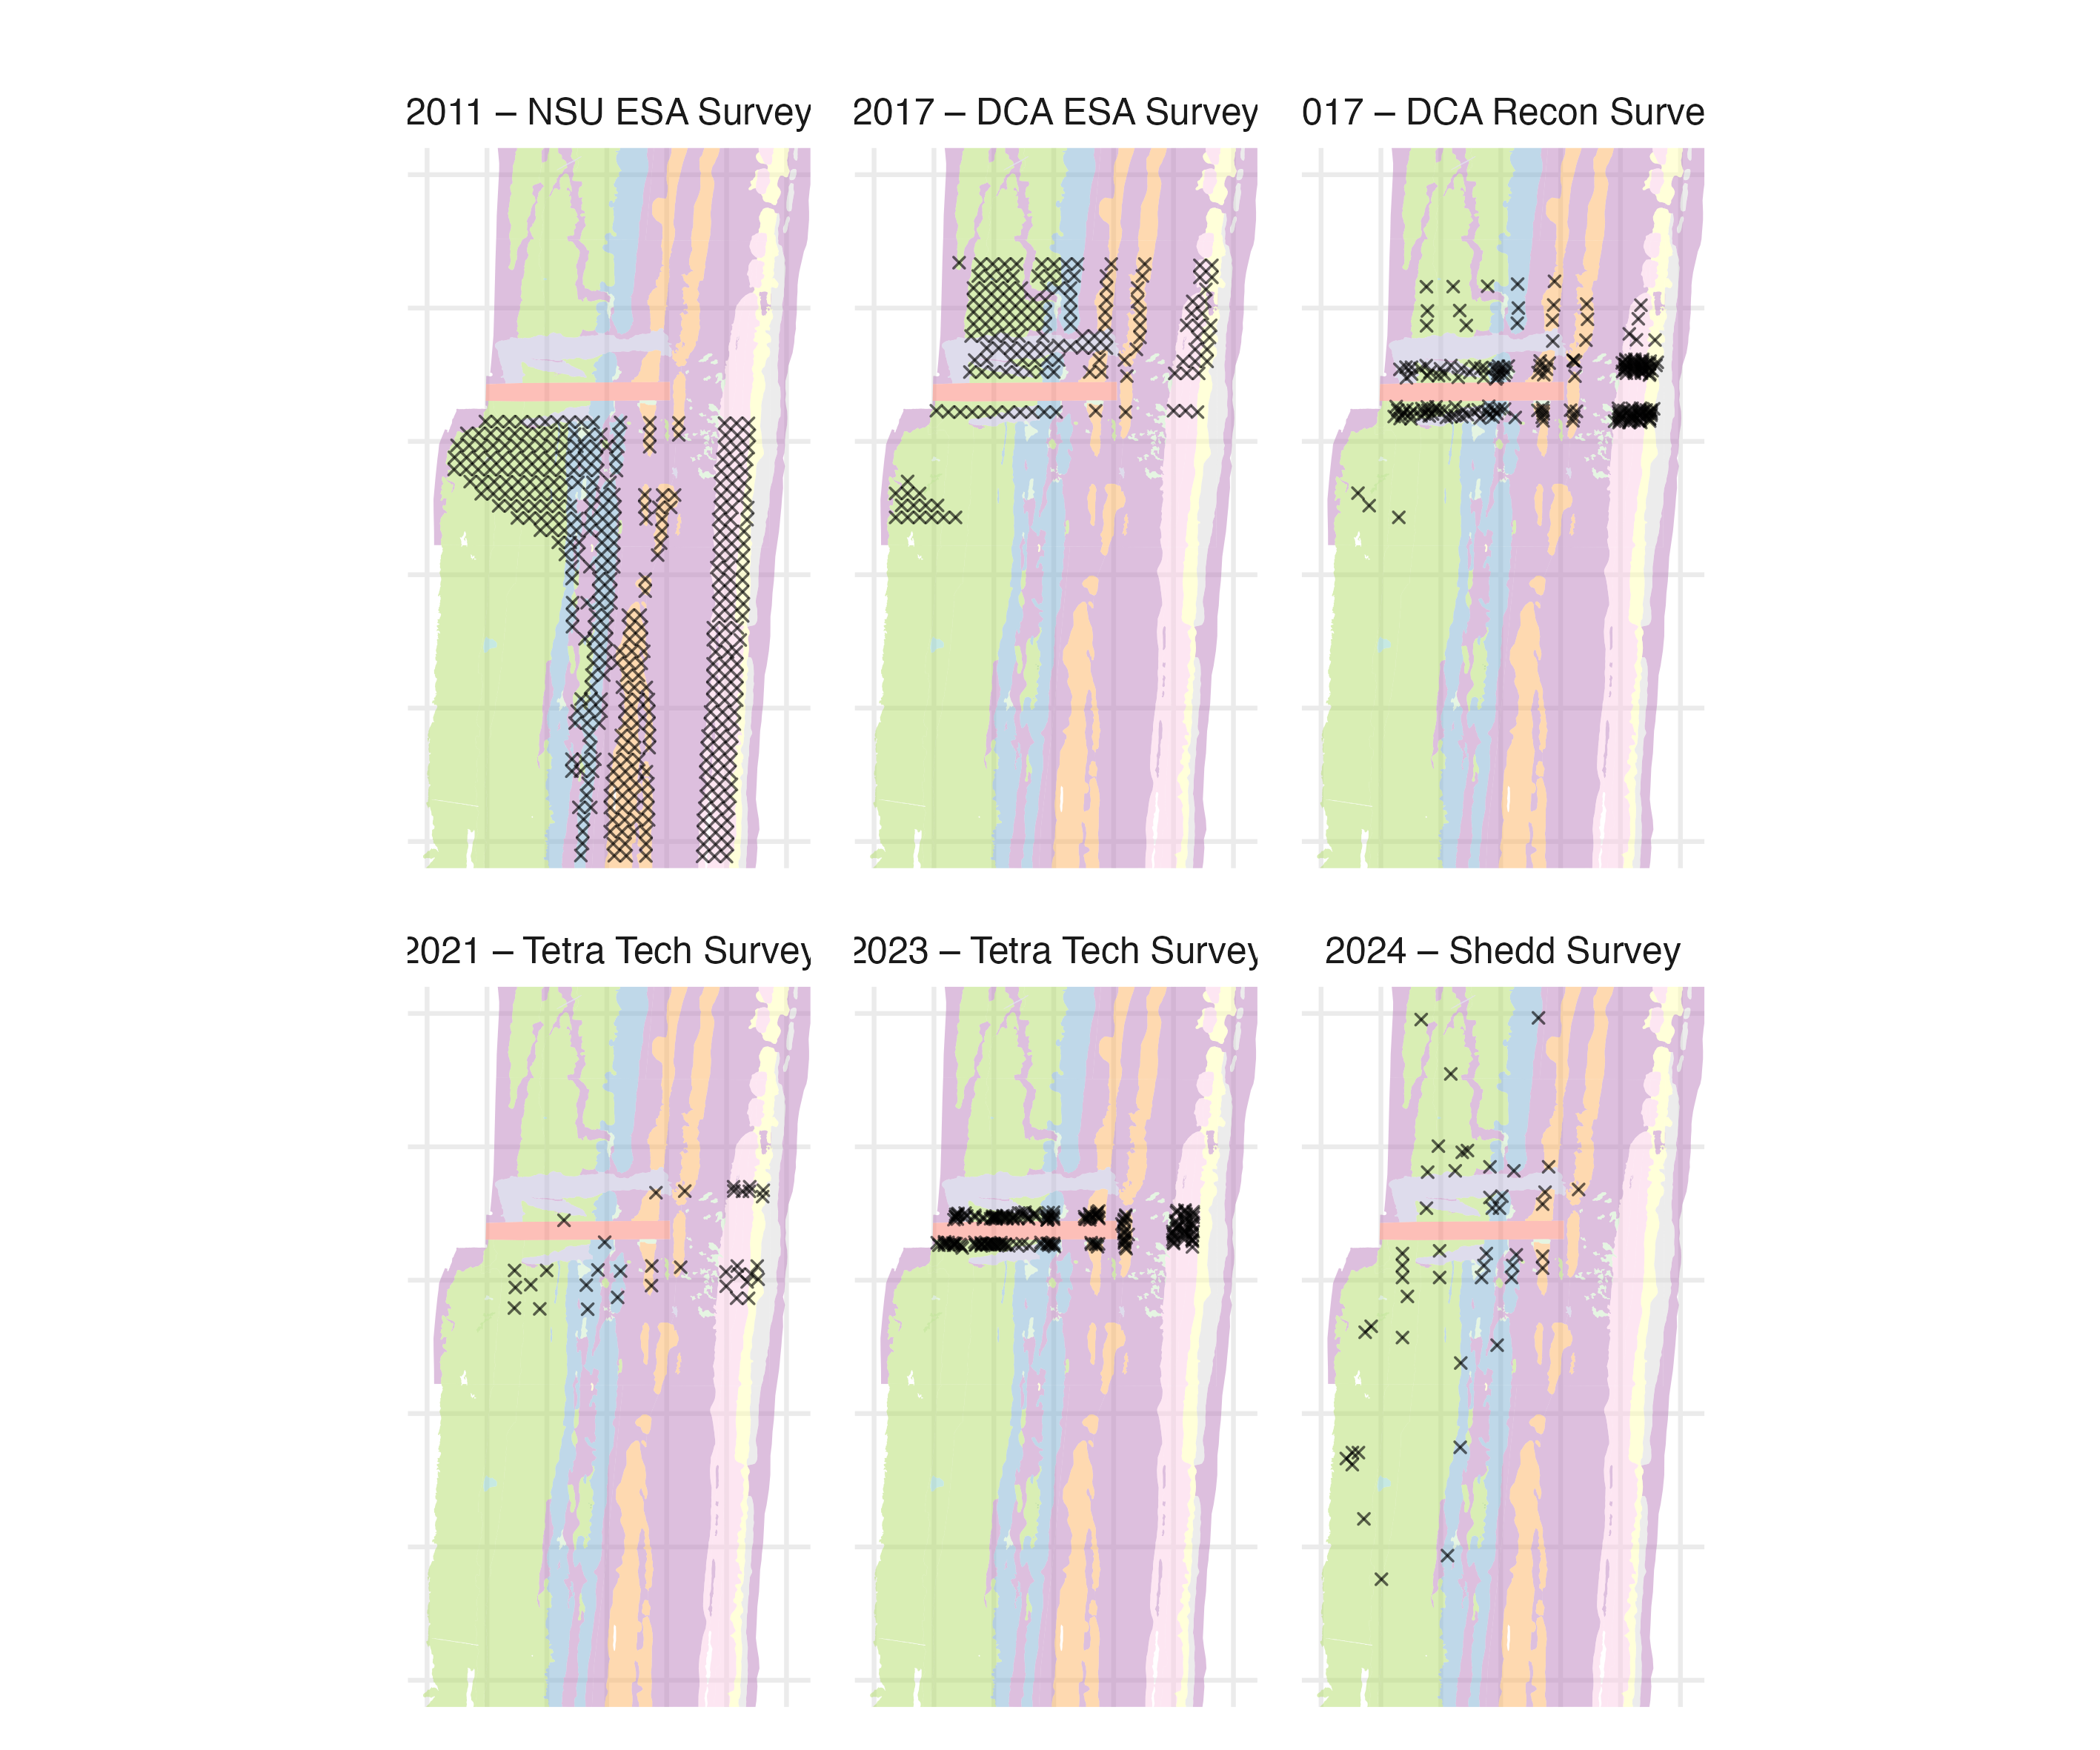 2011 – NSU ESA Survey
2017 – DCA ESA Survey
017 – DCA Recon Surve
2021 – Tetra Tech Survey
2023 – Tetra Tech Survey
2024 – Shedd Survey